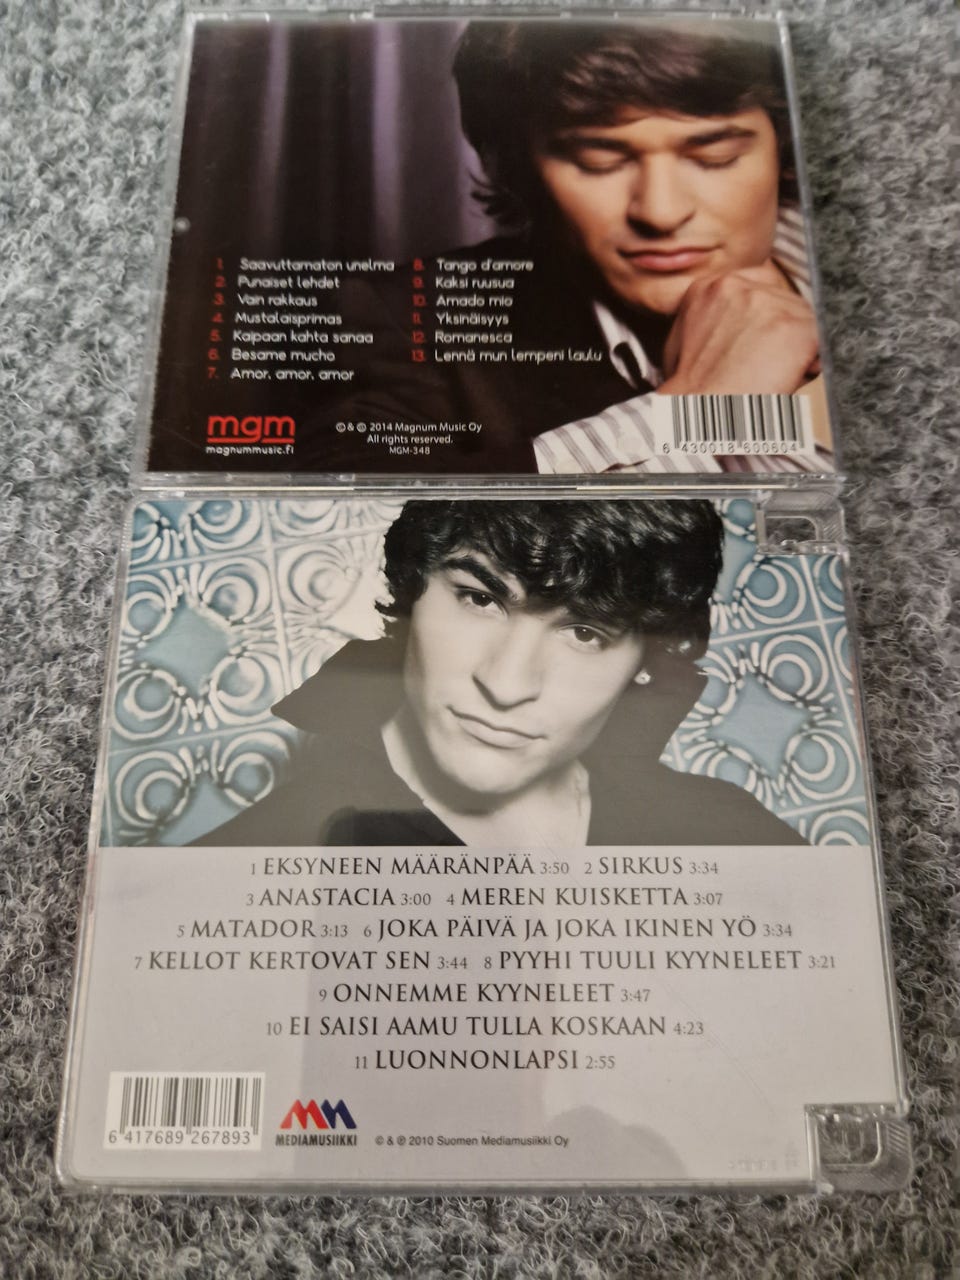 1. Saavuttamaton unelma
2. Punaiset lehdet
3. Vain rakkaus
4. Mustalaisprimas
5. Kaipaan kahta sanaa
6. Besame mucho
7. Amor, amor, amor
8. Tango d'amore
9. Kaksi ruusua
10. Amado mio
11. Yksinäisyys
12. Romanesca
13. Lennä mun lempeni laulu
mgm
magnummusic.fi
© & ℗ 2014 Magnum Music Oy
All rights reserved.
MGM-348
6 430018 600604
1 EKSYNEEN MÄÄRÄNPÄÄ 3:50 2 SIRKUS 3:34
3 ANASTACIA 3:00 4 MEREN KUISKETTA 3:07
5 MATADOR 3:13 6 JOKA PÄIVÄ JA JOKA IKINEN YÖ 3:34
7 KELLOT KERTOVAT SEN 3:44 8 PYYHI TUULI KYYNELEET 3:21
9 ONNEMME KYYNELEET 3:47
10 EI SAISI AAMU TULLA KOSKAAN 4:23
11 LUONNONLAPSI 2:55
6 417689 267893
MEDIAMUSIIKKI
© & ℗ 2010 Suomen Mediamusiikki Oy